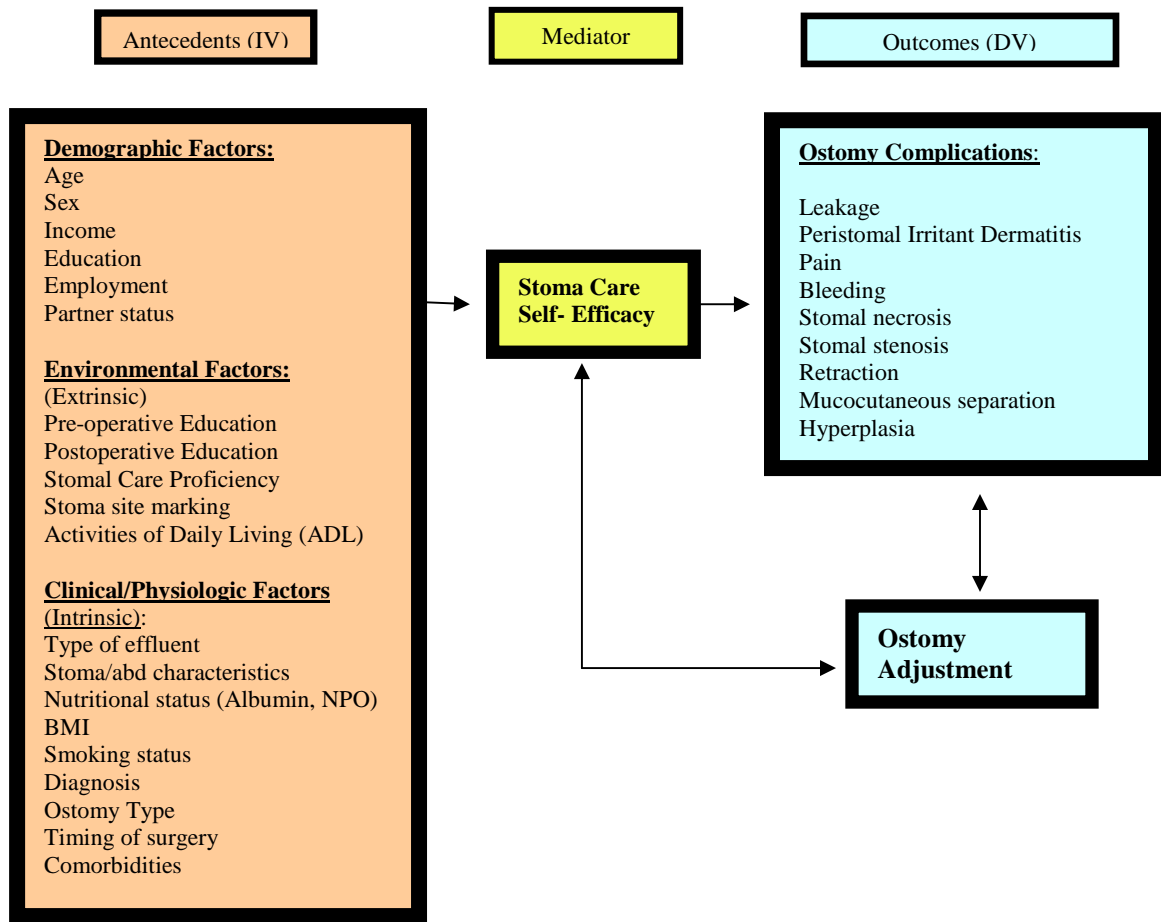 Antecedents (IV)
Mediator
Outcomes (DV)
Demographic Factors:
Age
Sex
Income
Education
Employment
Partner status
Environmental Factors:
(Extrinsic)
Pre-operative Education
Postoperative Education
Stomal Care Proficiency
Stoma site marking
Activities of Daily Living (ADL)
Clinical/Physiologic Factors
(Intrinsic):
Type of effluent
Stoma/abd characteristics
Nutritional status (Albumin, NPO)
BMI
Smoking status
Diagnosis
Ostomy Type
Timing of surgery
Comorbidities
Stoma Care
Self- Efficacy
Ostomy Complications:
Leakage
Peristomal Irritant Dermatitis
Pain
Bleeding
Stomal necrosis
Stomal stenosis
Retraction
Mucocutaneous separation
Hyperplasia
Ostomy
Adjustment